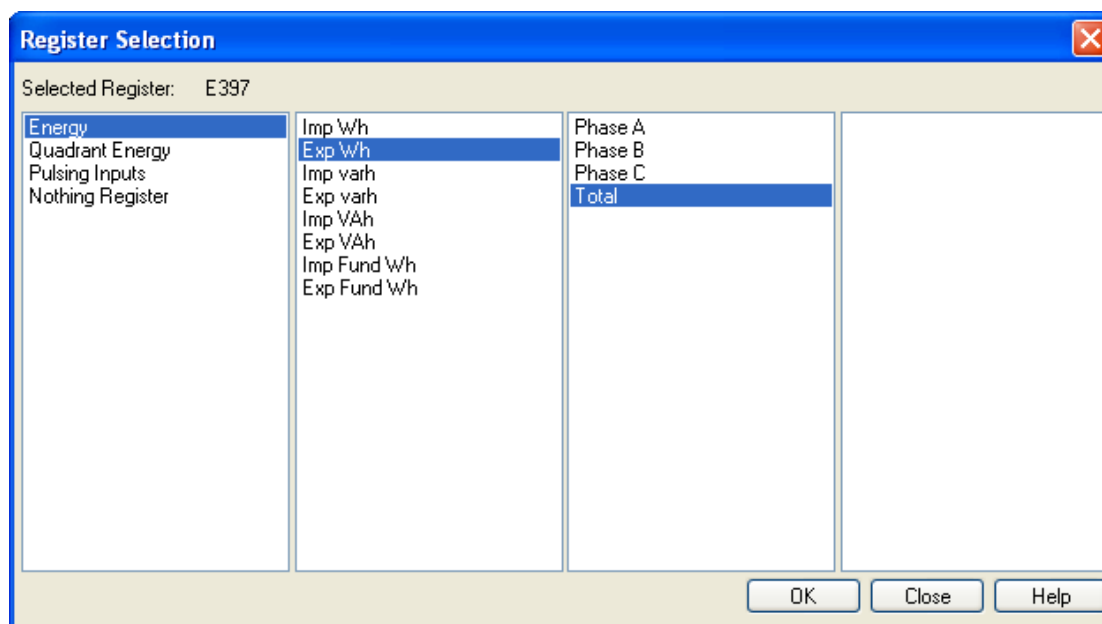 Register Selection
Selected Register: E397
Energy
Quadrant Energy
Pulsing Inputs
Nothing Register
Imp Wh
Exp Wh
Imp varh
Exp varh
Imp VAh
Exp VAh
Imp Fund Wh
Exp Fund Wh
Phase A
Phase B
Phase C
Total
OK
Close
Help